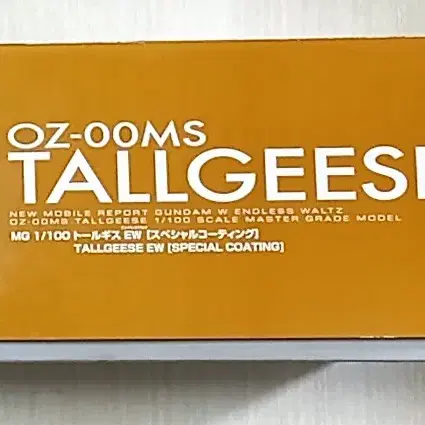 OZ-00MS
TALLGEESE
NEW MOBILE REPORT GUNDAM W ENDLESS WALTZ
OZ-00MS TALLGEESE 1/100 SCALE MASTER GRADE MODEL
MG 1/100 トールギス EW [スペシャルコーティング]
TALLGEESE EW [SPECIAL COATING]